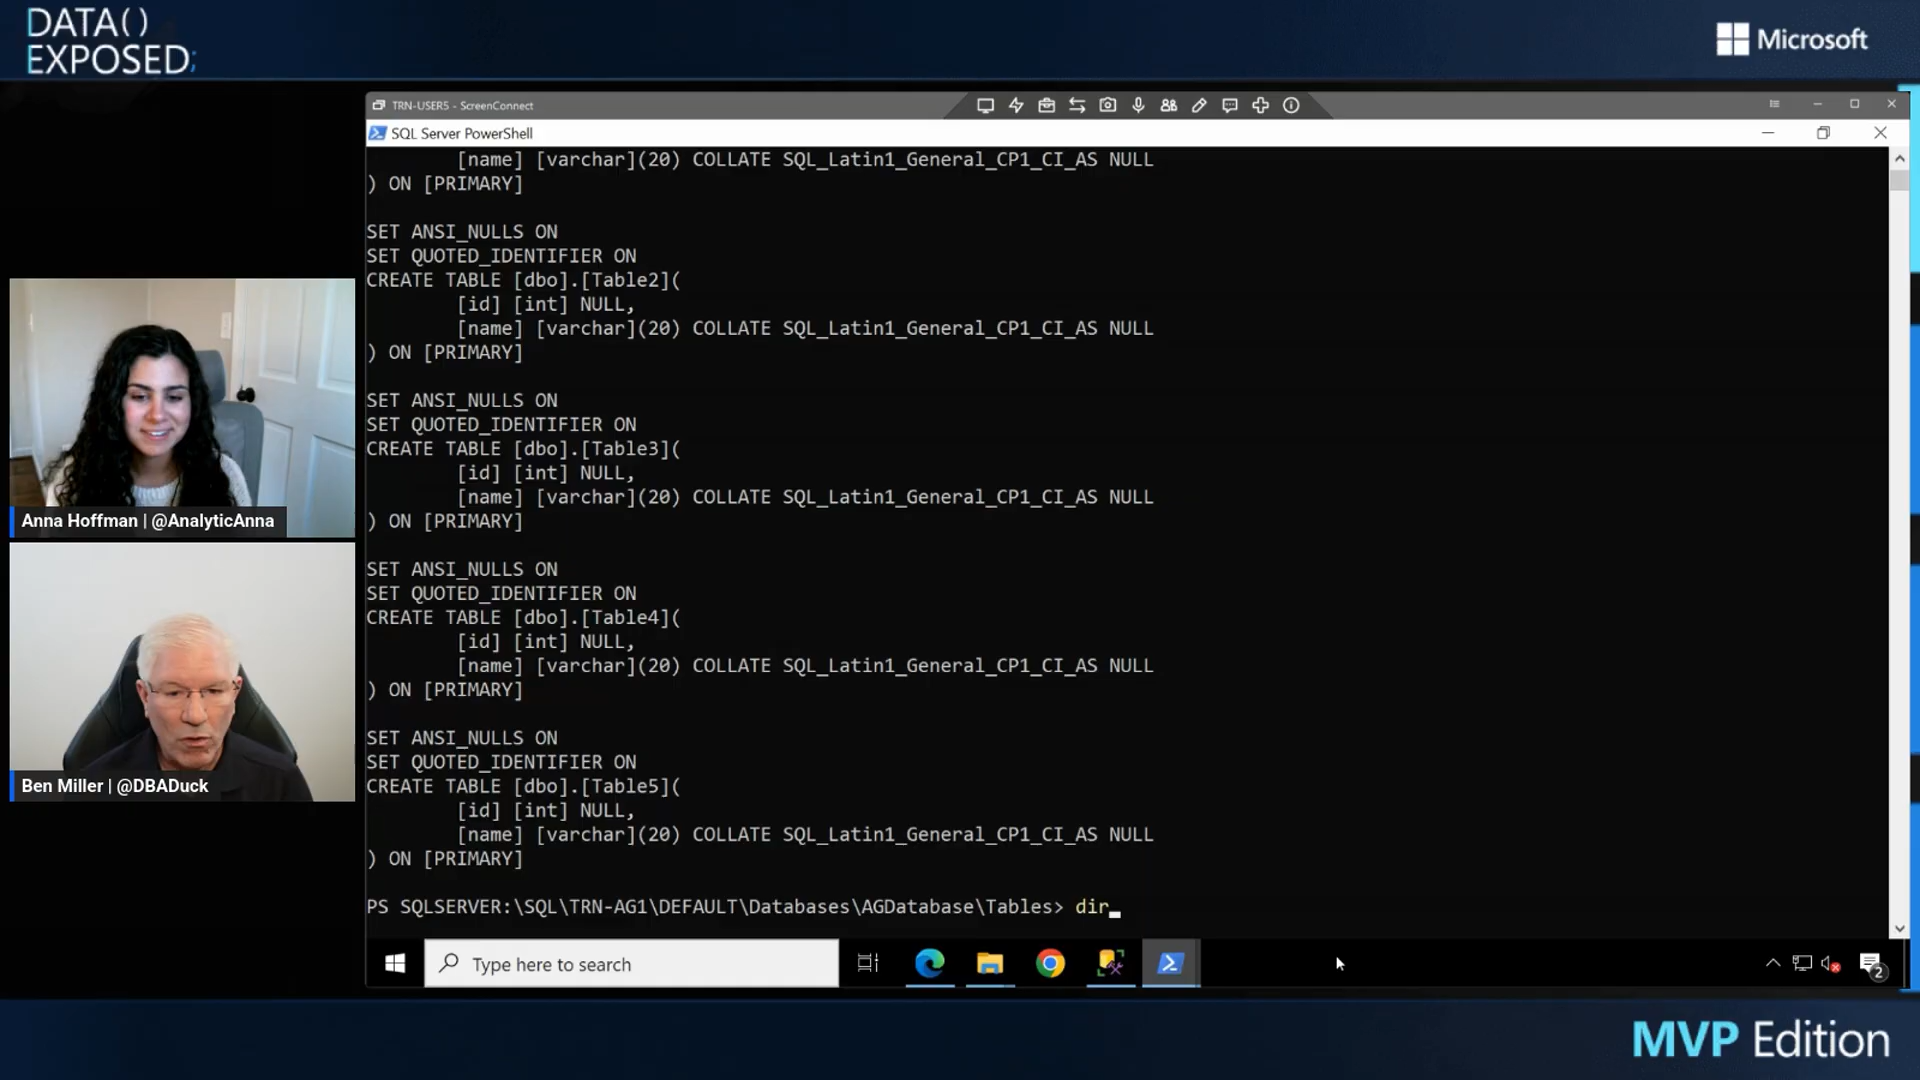 DATA()
EXPOSED;
Microsoft
TRN-USER5 - ScreenConnect
SQL Server PowerShell
[name] [varchar](20) COLLATE SQL_Latin1_General_CP1_CI_AS NULL
) ON [PRIMARY]
SET ANSI_NULLS ON
SET QUOTED_IDENTIFIER ON
CREATE TABLE [dbo].[Table2](
[id] [int] NULL,
[name] [varchar](20) COLLATE SQL_Latin1_General_CP1_CI_AS NULL
) ON [PRIMARY]
SET ANSI_NULLS ON
SET QUOTED_IDENTIFIER ON
CREATE TABLE [dbo].[Table3](
[id] [int] NULL,
[name] [varchar](20) COLLATE SQL_Latin1_General_CP1_CI_AS NULL
) ON [PRIMARY]
SET ANSI_NULLS ON
SET QUOTED_IDENTIFIER ON
CREATE TABLE [dbo].[Table4](
[id] [int] NULL,
[name] [varchar](20) COLLATE SQL_Latin1_General_CP1_CI_AS NULL
) ON [PRIMARY]
SET ANSI_NULLS ON
SET QUOTED_IDENTIFIER ON
CREATE TABLE [dbo].[Table5](
[id] [int] NULL,
[name] [varchar](20) COLLATE SQL_Latin1_General_CP1_CI_AS NULL
) ON [PRIMARY]
PS SQLSERVER:\SQL\TRN-AG1\DEFAULT\Databases\AGDatabase\Tables> dir
Anna Hoffman | @AnalyticAnna
Ben Miller | @DBADuck
Type here to search
2
MVP Edition